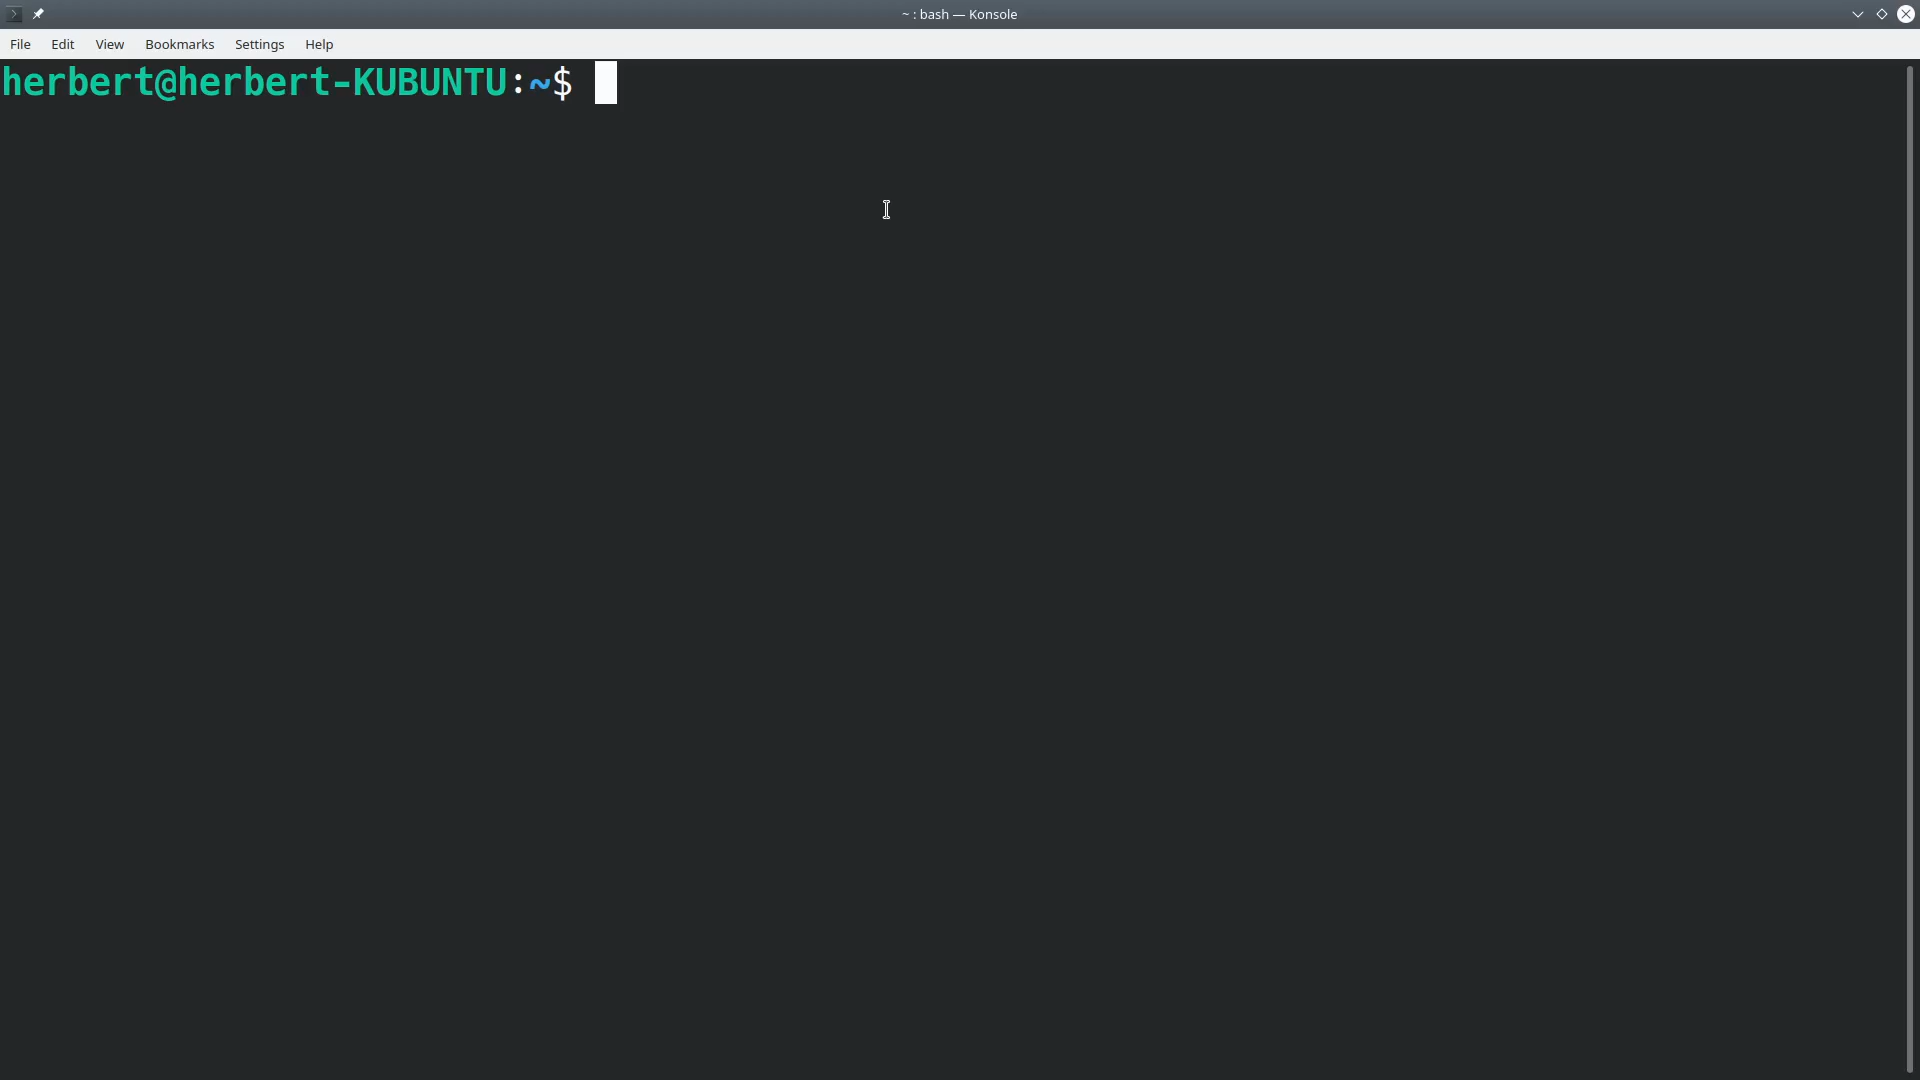 ~ : bash — Konsole
File Edit View Bookmarks Settings Help
herbert@herbert-KUBUNTU:~$